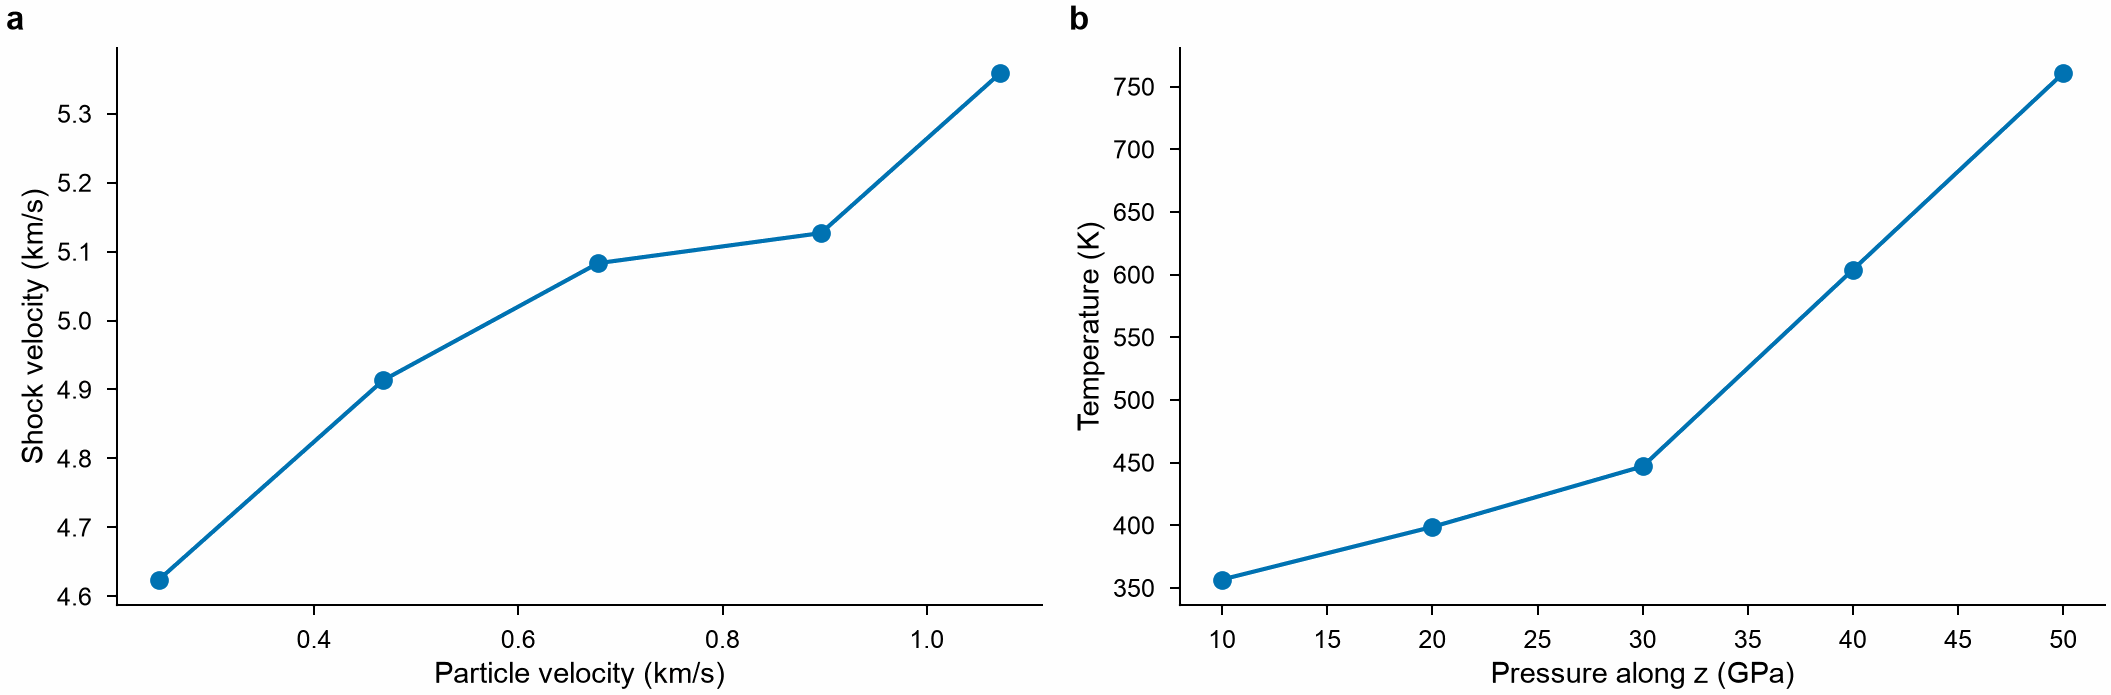 a
5.3
5.2
5.1
5.0
4.9
4.8
4.7
4.6
Shock velocity (km/s)
0.4 0.6 0.8 1.0
Particle velocity (km/s)
b
750
700
650
600
550
500
450
400
350
Temperature (K)
10 15 20 25 30 35 40 45 50
Pressure along z (GPa)